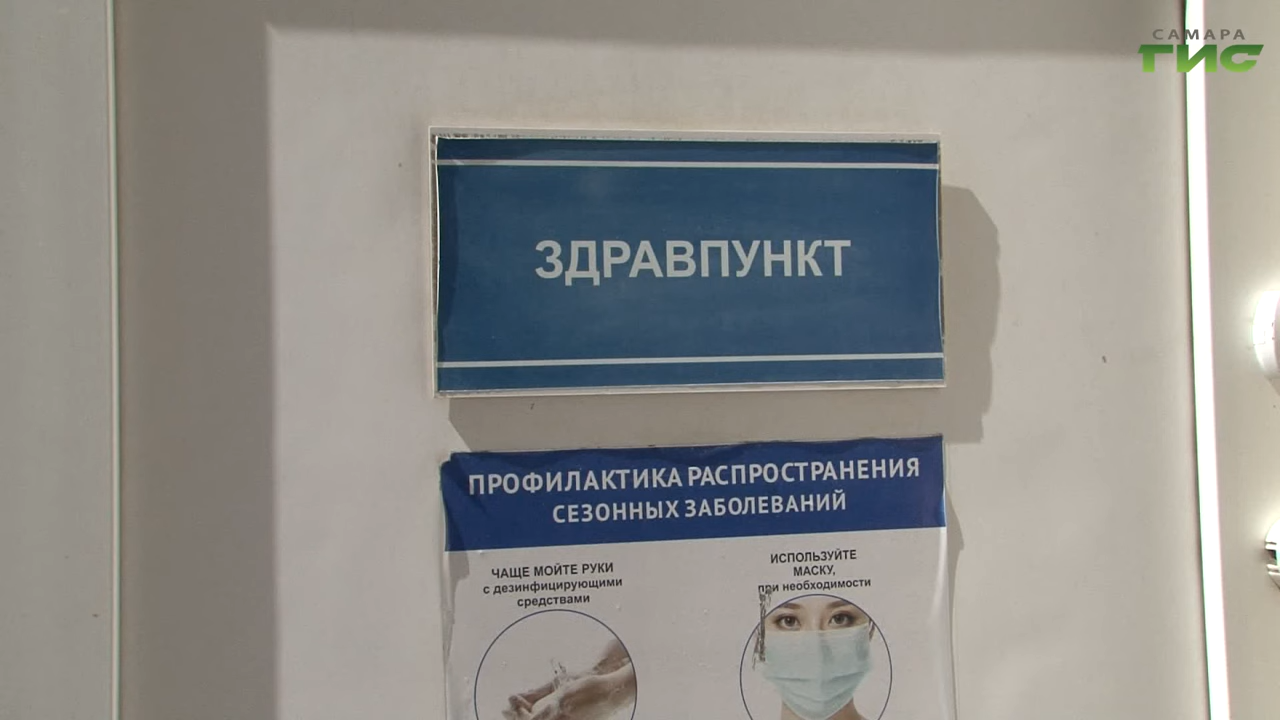 САМАРА
ГИС
ЗДРАВПУНКТ
ПРОФИЛАКТИКА РАСПРОСТРАНЕНИЯ
СЕЗОННЫХ ЗАБОЛЕВАНИЙ
ЧАЩЕ МОЙТЕ РУКИ
с дезинфицирующими
средствами
ИСПОЛЬЗУЙТЕ
МАСКУ,
при необходимости